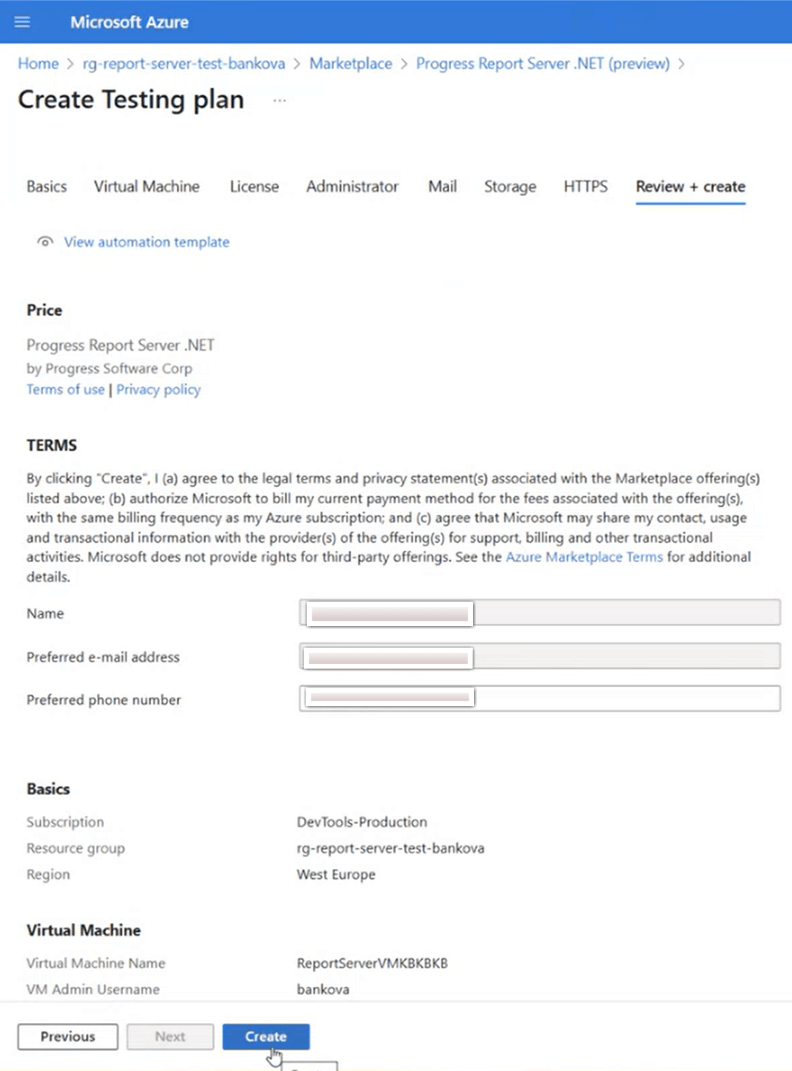 Microsoft Azure
Home > rg-report-server-test-bankova > Marketplace > Progress Report Server .NET (preview) >
Create Testing plan ...
Basics Virtual Machine License Administrator Mail Storage HTTPS Review + create
View automation template
Price
Progress Report Server .NET
by Progress Software Corp
Terms of use | Privacy policy
TERMS
By clicking "Create", I (a) agree to the legal terms and privacy statement(s) associated with the Marketplace offering(s)
listed above; (b) authorize Microsoft to bill my current payment method for the fees associated with the offering(s),
with the same billing frequency as my Azure subscription; and (c) agree that Microsoft may share my contact, usage
and transactional information with the provider(s) of the offering(s) for support, billing and other transactional
activities. Microsoft does not provide rights for third-party offerings. See the Azure Marketplace Terms for additional
details.
Name
Preferred e-mail address
Preferred phone number
Basics
Subscription DevTools-Production
Resource group rg-report-server-test-bankova
Region West Europe
Virtual Machine
Virtual Machine Name ReportServerVMKBKBKB
VM Admin Username bankova
Previous Next Create